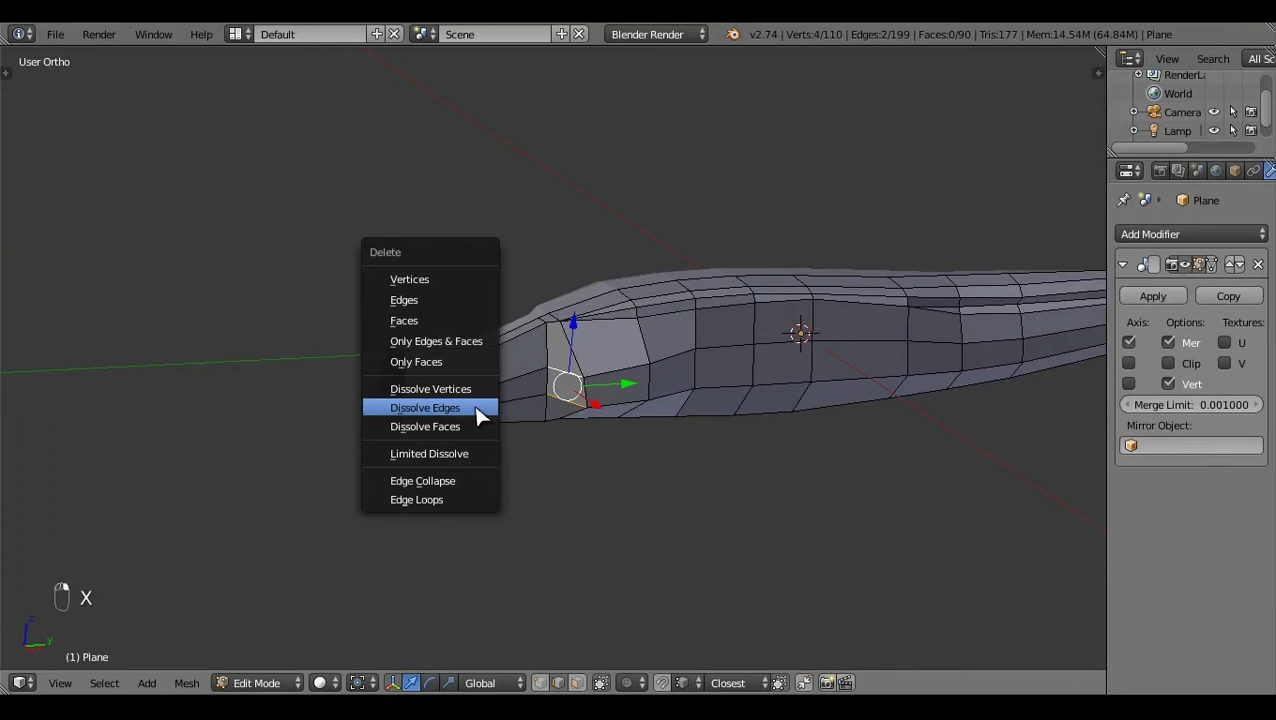 File Render Window Help Default Scene Blender Render v2.74 | Verts:4/110 | Edges:2/199 | Faces:0/90 | Tris:177 | Mem:14.54M (64.84M) | Plane
View Search All Sc
User Ortho
RenderLa
World
Camera
Lamp
Plane
Add Modifier
Delete
Vertices
Edges
Faces
Only Edges & Faces
Only Faces
Dissolve Vertices
Dissolve Edges
Dissolve Faces
Limited Dissolve
Edge Collapse
Edge Loops
Apply Copy
Axis: Options: Textures:
Mer U
Clip V
Vert
Merge Limit: 0.001000
Mirror Object:
X
z
y
(1) Plane
View Select Add Mesh Edit Mode Global Closest